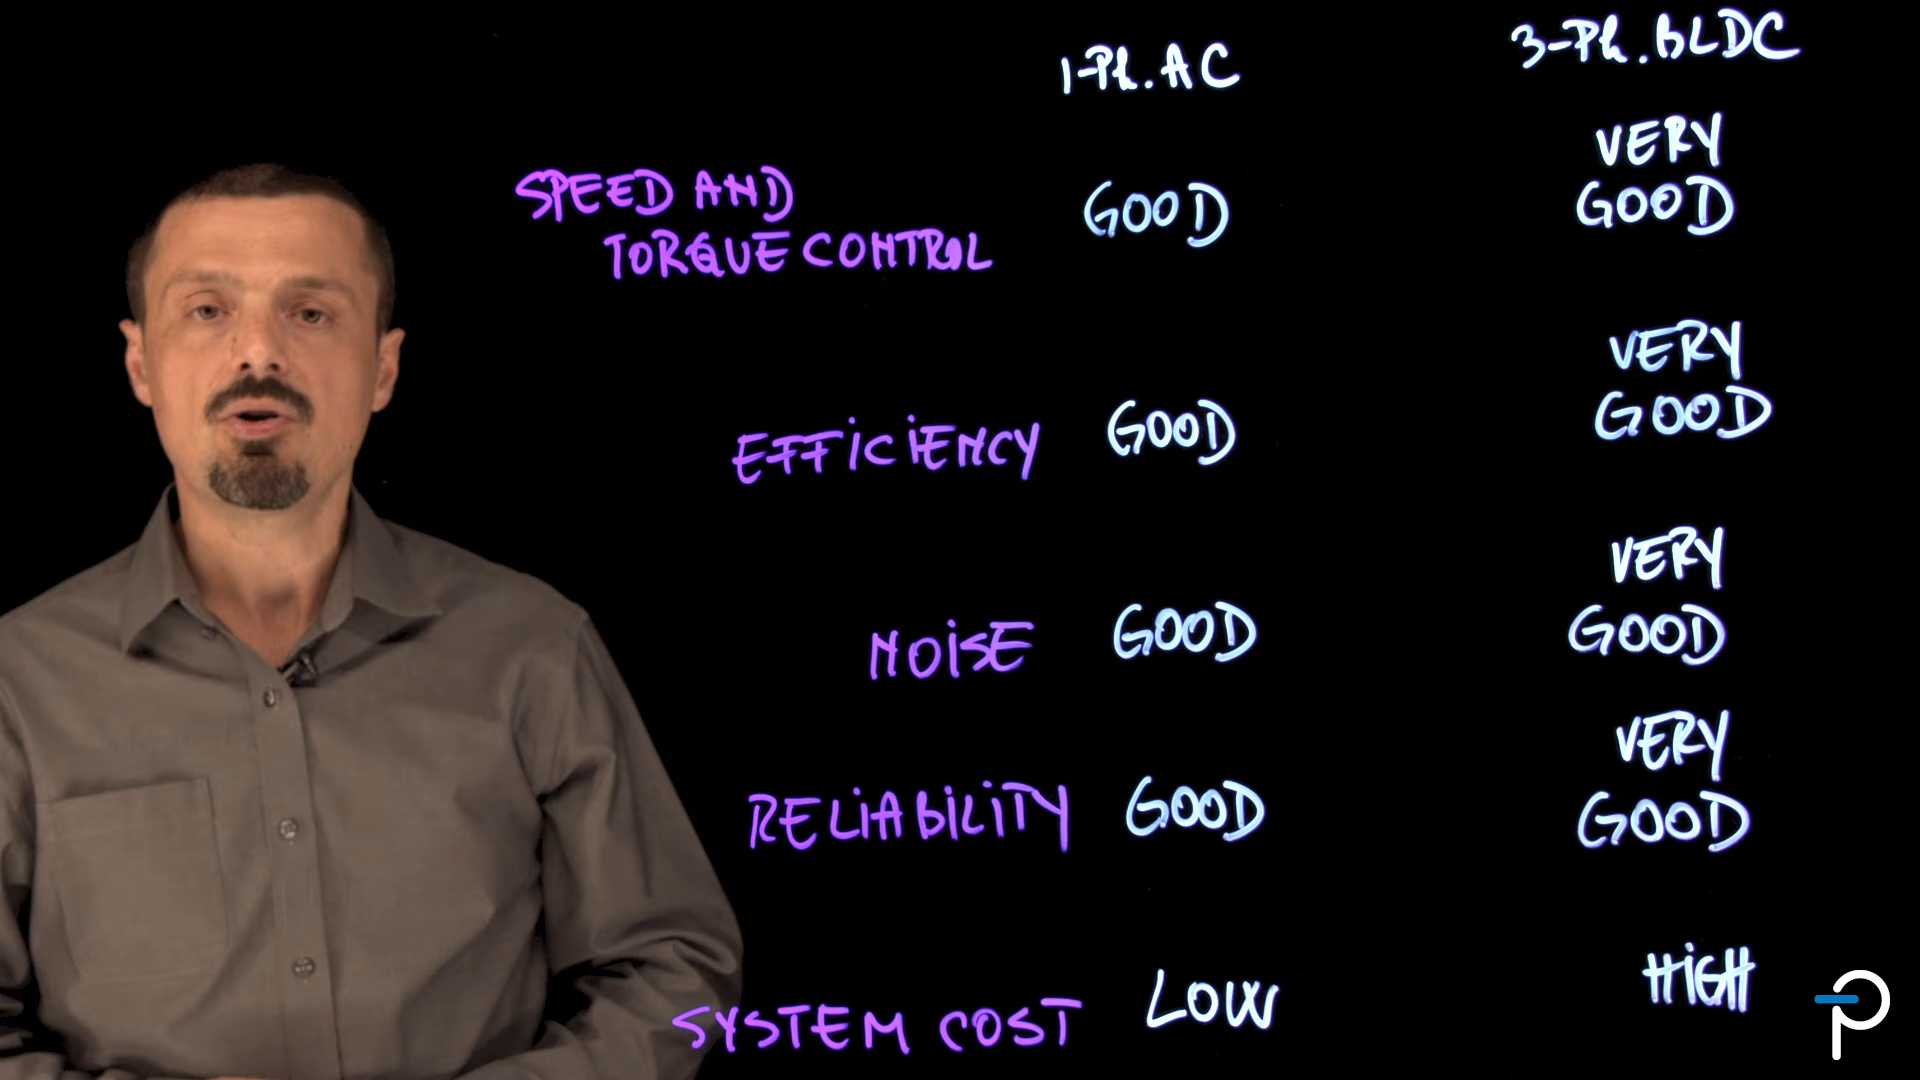 1-Ph. AC
3-Ph. BLDC
SPEED AND
TORQUE CONTROL
GOOD
VERY
GOOD
EFFICIENCY
GOOD
VERY
GOOD
NOISE
GOOD
VERY
GOOD
RELIABILITY
GOOD
VERY
GOOD
SYSTEM COST
LOW
HIGH